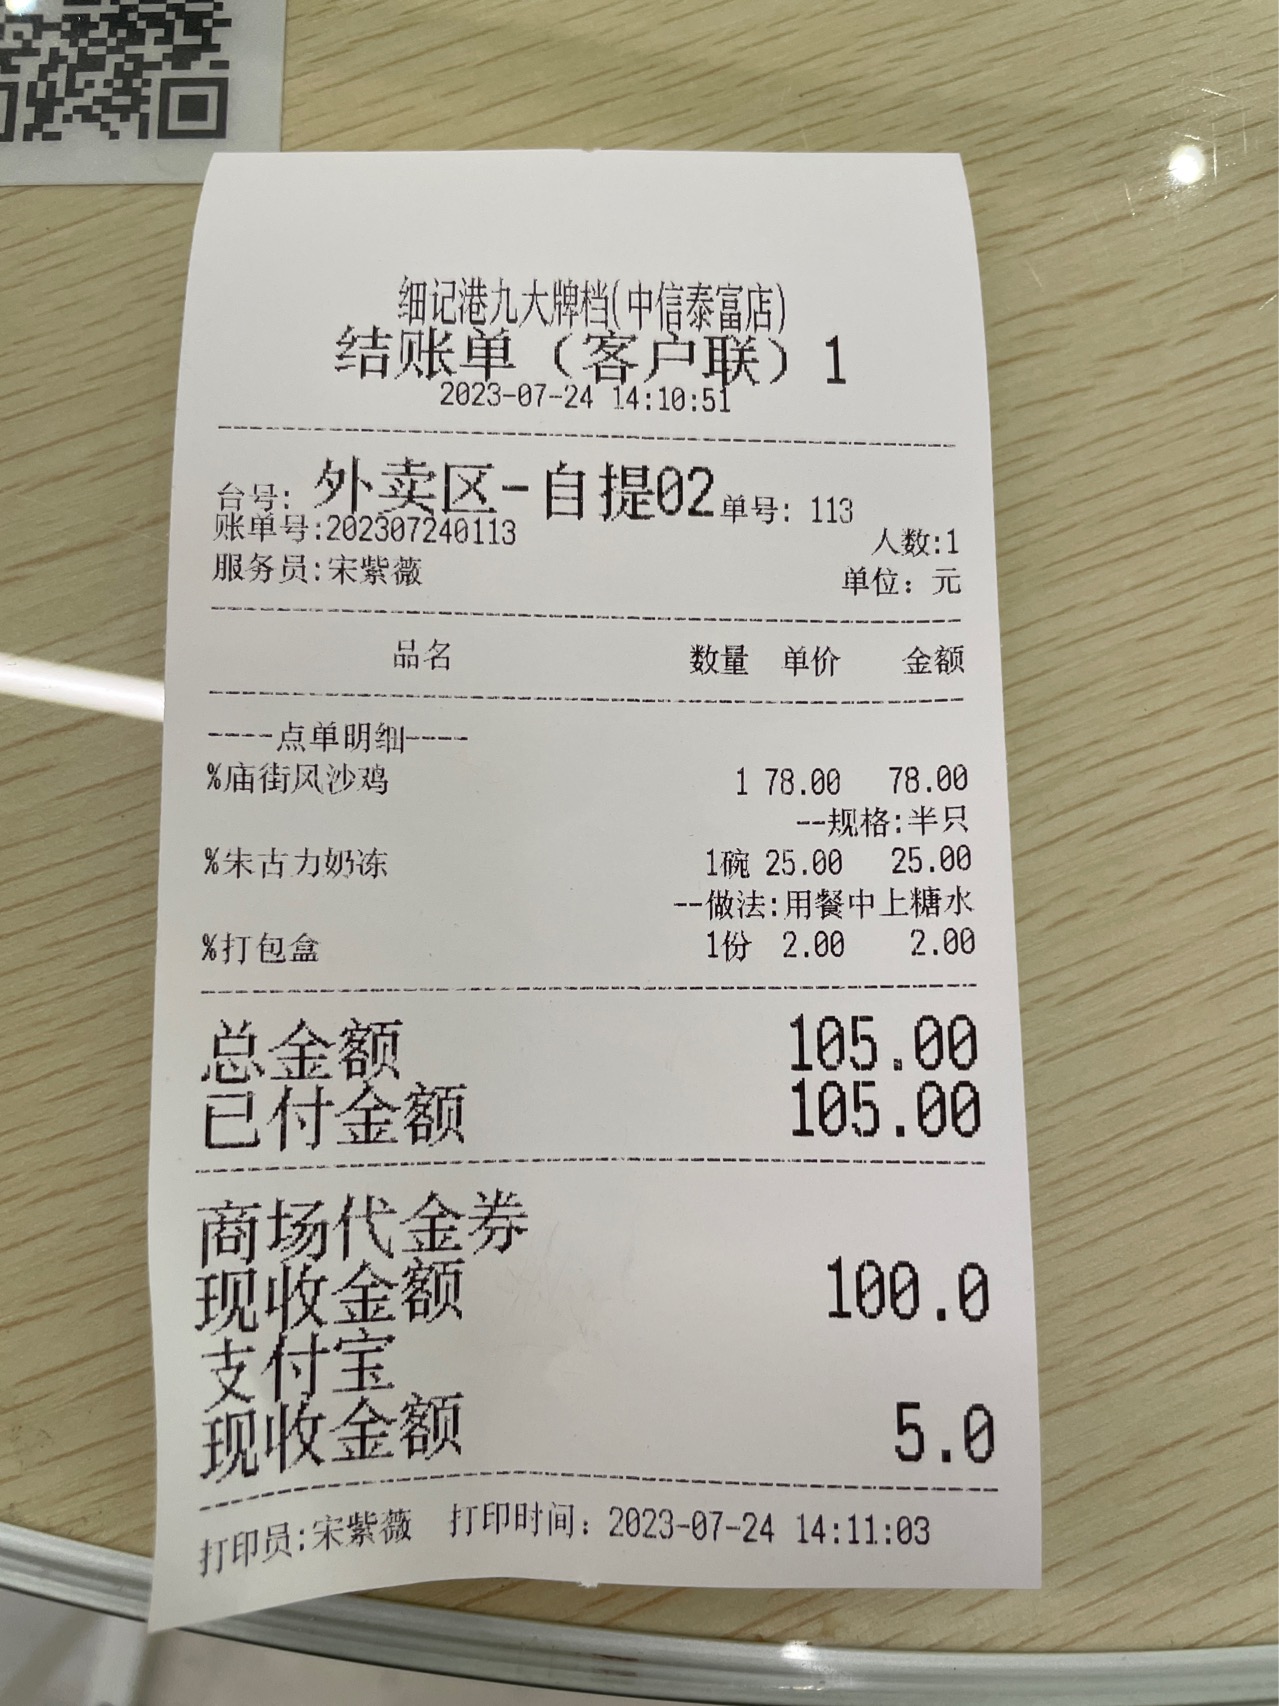 细记港九大牌档(中信泰富店)
结账单（客户联）1
2023-07-24 14:10:51
台号: 外卖区-自提02 单号: 113
账单号:202307240113 人数:1
服务员:宋紫薇 单位：元
品名 数量 单价 金额
----点单明细----
%庙街风沙鸡 1 78.00 78.00
--规格:半只
%朱古力奶冻 1碗 25.00 25.00
--做法:用餐中上糖水
%打包盒 1份 2.00 2.00
总金额 105.00
已付金额 105.00
商场代金券
现收金额 100.0
支付宝
现收金额 5.0
打印员:宋紫薇 打印时间：2023-07-24 14:11:03